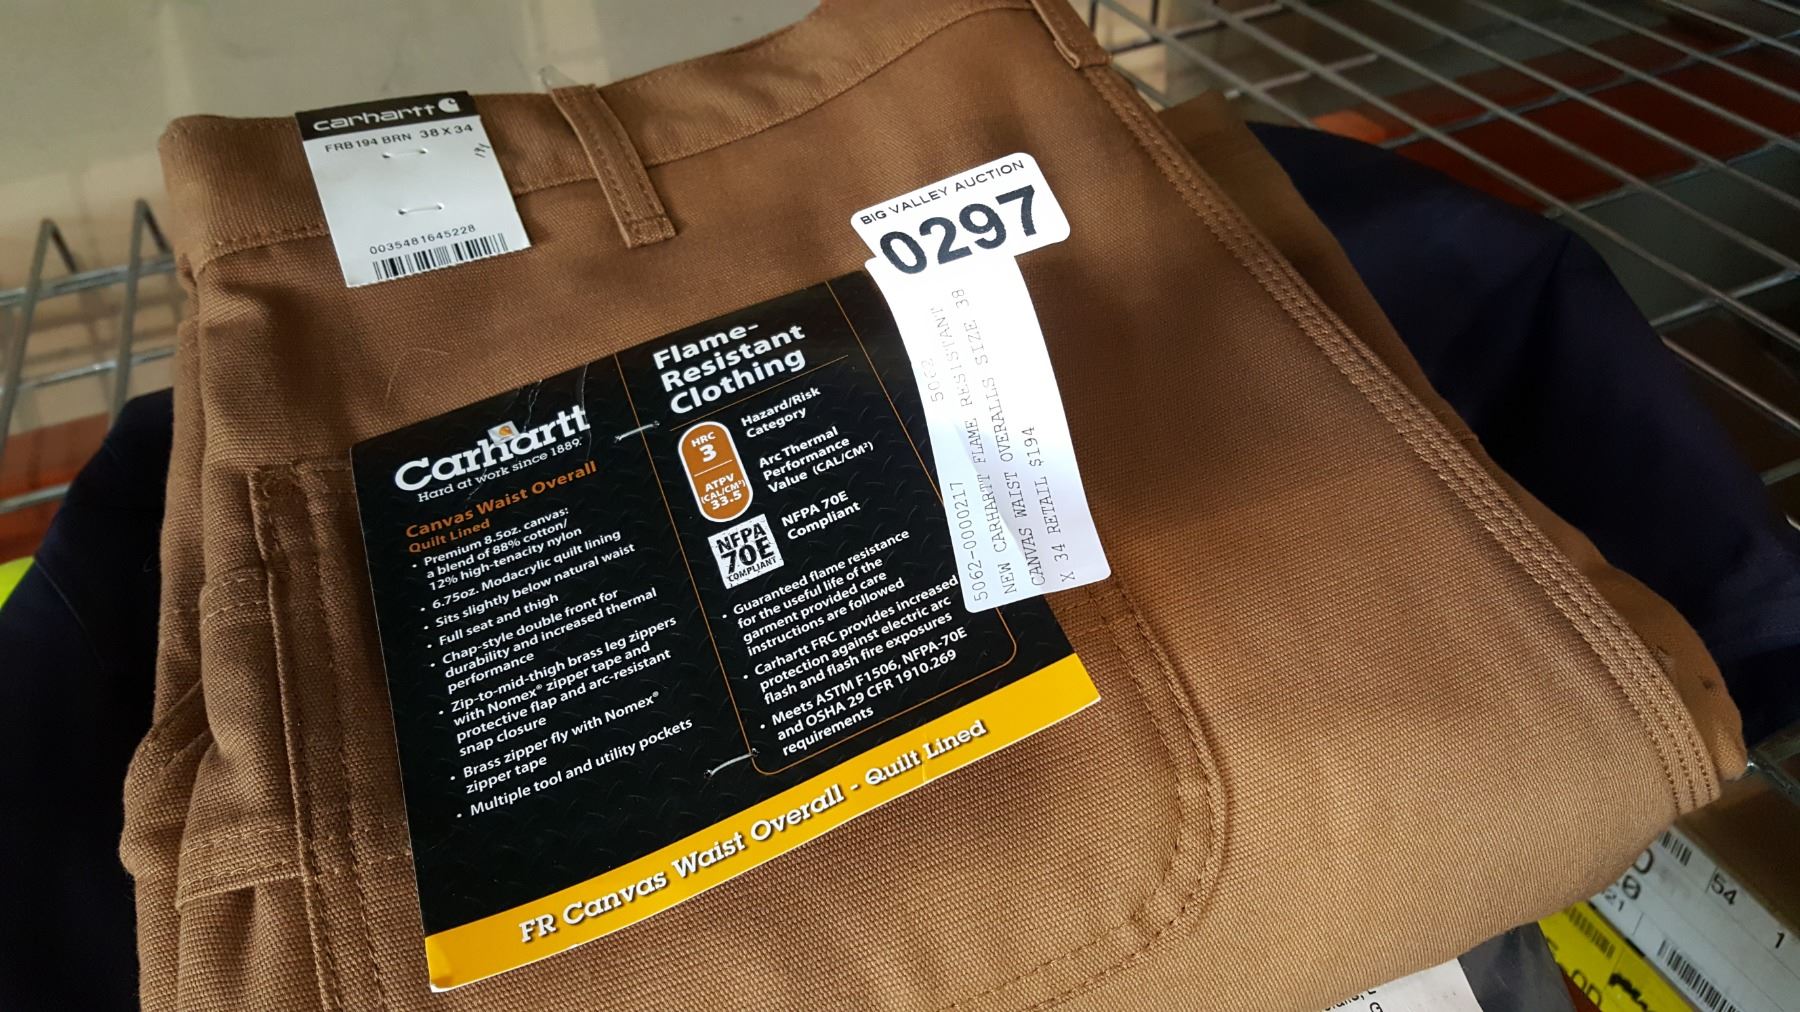 carhartt
FRB194 BRN 38X34
194
0035481645228
BIG VALLEY AUCTION
0297
5062
5062-0000217
NEW CARHARTT FLAME RESISTANT
CANVAS WAIST OVERALLS SIZE 38
X 34 RETAIL $194
Carhartt
Hard at work since 1889.
Canvas Waist Overall
Quilt Lined
• Premium 8.5oz. canvas:
a blend of 88% cotton/
12% high-tenacity nylon
• 6.75oz. Modacrylic quilt lining
• Sits slightly below natural waist
• Full seat and thigh
• Chap-style double front for
durability and increased thermal
performance
• Zip-to-mid-thigh brass leg zippers
with Nomex® zipper tape and
protective flap and arc-resistant
snap closure
• Brass zipper fly with Nomex®
zipper tape
• Multiple tool and utility pockets
Flame-
Resistant
Clothing
HRC
3
ATPV
(CAL/CM²)
33.5
Hazard/Risk
Category
Arc Thermal
Performance
Value (CAL/CM²)
NFPA
70E
COMPLIANT
NFPA 70E
Compliant
• Guaranteed flame resistance
for the useful life of the
garment provided care
instructions are followed
• Carhartt FRC provides increased
protection against electric arc
flash and flash fire exposures
• Meets ASTM F1506, NFPA-70E
and OSHA 29 CFR 1910.269
requirements
FR Canvas Waist Overall - Quilt Lined
54
1
21
G